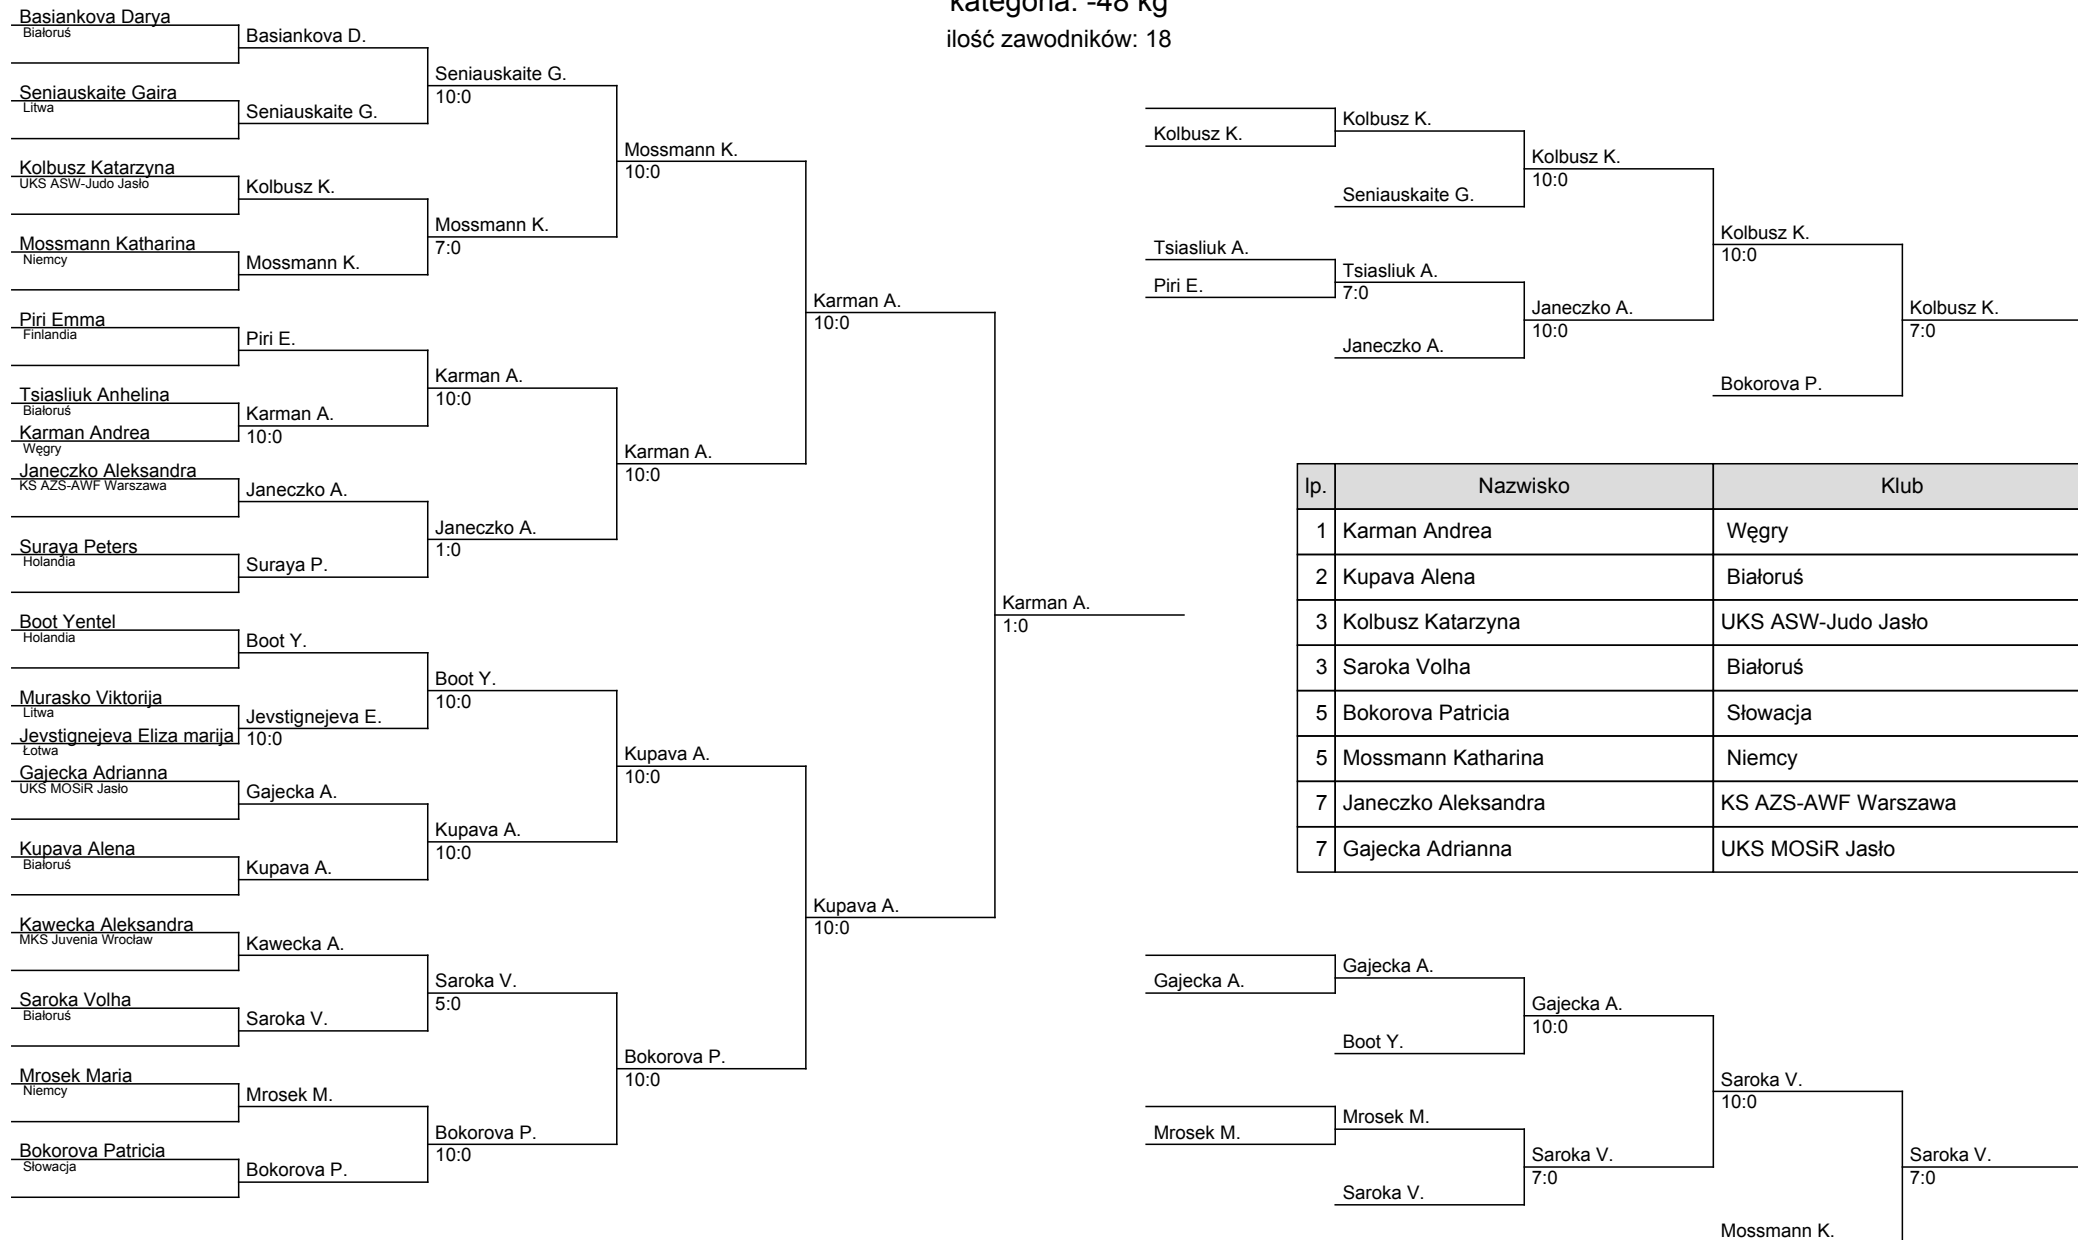 kategoria: -48 kg
ilość zawodników: 18
Basiankova Darya
Białoruś
Seniauskaite Gaira
Litwa
Kolbusz Katarzyna
UKS ASW-Judo Jasło
Mossmann Katharina
Niemcy
Piri Emma
Finlandia
Tsiasliuk Anhelina
Białoruś
Karman Andrea
Węgry
Janeczko Aleksandra
KS AZS-AWF Warszawa
Suraya Peters
Holandia
Boot Yentel
Holandia
Murasko Viktorija
Litwa
Jevstignejeva Eliza marija
Łotwa
Gajecka Adrianna
UKS MOSiR Jasło
Kupava Alena
Białoruś
Kawecka Aleksandra
MKS Juvenia Wrocław
Saroka Volha
Białoruś
Mrosek Maria
Niemcy
Bokorova Patricia
Słowacja
Basiankova D.
Seniauskaite G.
Kolbusz K.
Mossmann K.
Piri E.
Karman A.
10:0
Janeczko A.
Suraya P.
Boot Y.
Jevstignejeva E.
10:0
Gajecka A.
Kupava A.
Kawecka A.
Saroka V.
Mrosek M.
Bokorova P.
Seniauskaite G.
10:0
Mossmann K.
7:0
Karman A.
10:0
Janeczko A.
1:0
Boot Y.
10:0
Kupava A.
10:0
Saroka V.
5:0
Bokorova P.
10:0
Mossmann K.
10:0
Karman A.
10:0
Kupava A.
10:0
Bokorova P.
10:0
Karman A.
10:0
Kupava A.
10:0
Karman A.
1:0
Kolbusz K.
Tsiasliuk A.
Piri E.
Kolbusz K.
Seniauskaite G.
Tsiasliuk A.
7:0
Janeczko A.
Kolbusz K.
10:0
Janeczko A.
10:0
Kolbusz K.
10:0
Bokorova P.
Kolbusz K.
7:0
lp. Nazwisko Klub
1 Karman Andrea Węgry
2 Kupava Alena Białoruś
3 Kolbusz Katarzyna UKS ASW-Judo Jasło
3 Saroka Volha Białoruś
5 Bokorova Patricia Słowacja
5 Mossmann Katharina Niemcy
7 Janeczko Aleksandra KS AZS-AWF Warszawa
7 Gajecka Adrianna UKS MOSiR Jasło
Gajecka A.
Mrosek M.
Gajecka A.
Boot Y.
Mrosek M.
Saroka V.
Gajecka A.
10:0
Saroka V.
7:0
Saroka V.
10:0
Mossmann K.
Saroka V.
7:0